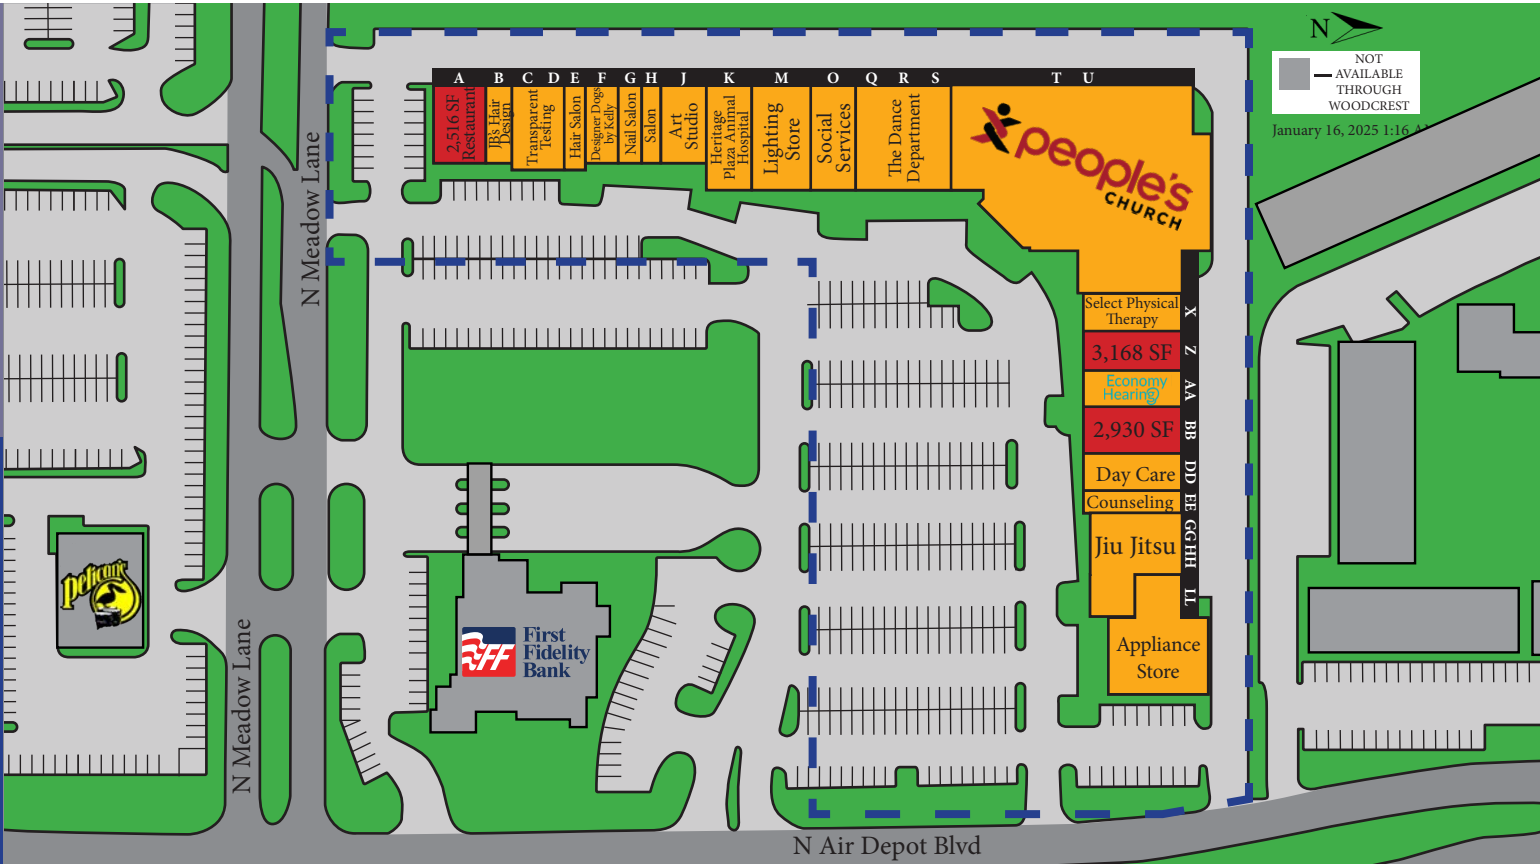 N
NOT
AVAILABLE
THROUGH
WOODCREST
January 16, 2025 1:16
A B C D E F G H J K M O Q R S T U
2,516 SF
Restaurant
JB's Hair
Design
Transparent
Testing
Hair Salon
Designer Dogs
by Kelly
Nail Salon
Salon
Art
Studio
Heritage
Plaza Animal
Hospital
Lighting
Store
Social
Services
The Dance
Department
people's
CHURCH
N Meadow Lane
Select Physical
Therapy
X
3,168 SF
Z
Economy
Hearing
AA
2,930 SF
BB
Day Care
DD
Counseling
EE
Jiu Jitsu
GG
HH
LL
Appliance
Store
Pelicans
FF
First
Fidelity
Bank
N Meadow Lane
N Air Depot Blvd